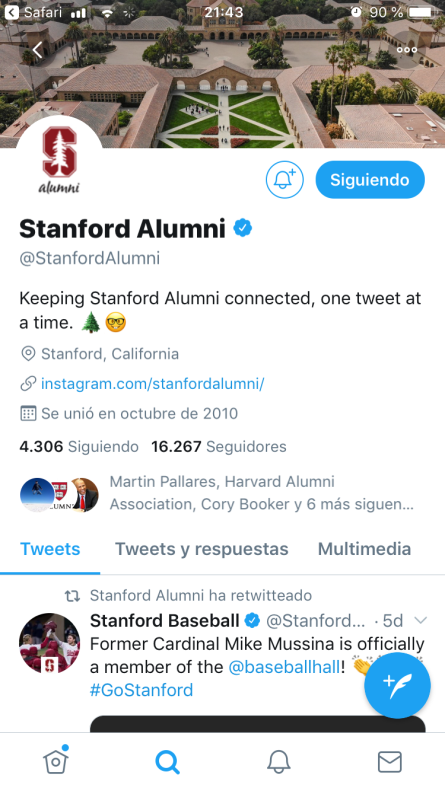 Safari 21:43 90 %
alumni
Siguiendo
Stanford Alumni
@StanfordAlumni
Keeping Stanford Alumni connected, one tweet at
a time. 🌲🤓
Stanford, California
instagram.com/stanfordalumni/
Se unió en octubre de 2010
4.306 Siguiendo 16.267 Seguidores
Martin Pallares, Harvard Alumni
Association, Cory Booker y 6 más siguen...
Tweets Tweets y respuestas Multimedia
Stanford Alumni ha retwitteado
Stanford Baseball @Stanford... · 5d
Former Cardinal Mike Mussina is officially
a member of the @baseballhall! 👏
#GoStanford